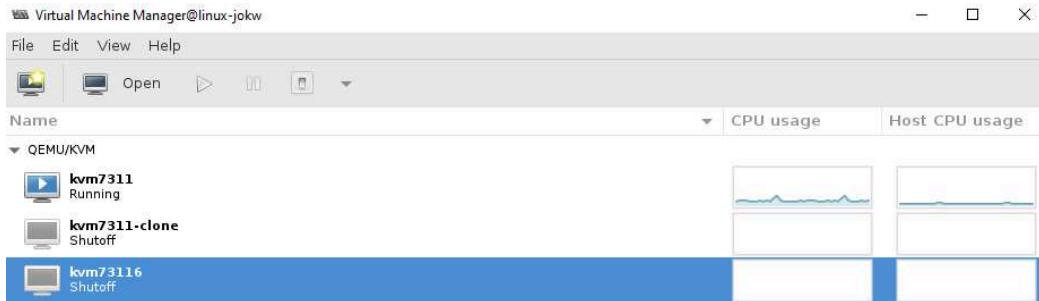 Virtual Machine Manager@linux-jokw
File Edit View Help
Open
Name CPU usage Host CPU usage
QEMU/KVM
kvm7311
Running
kvm7311-clone
Shutoff
kvm73116
Shutoff